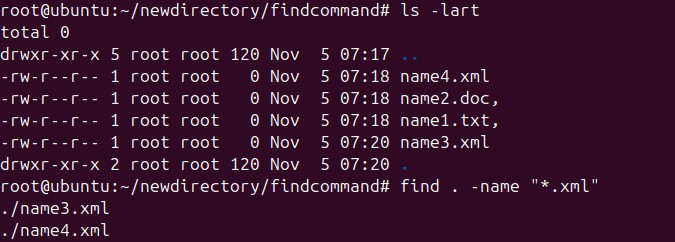 root@ubuntu:~/newdirectory/findcommand# ls -lart
total 0
drwxr-xr-x 5 root root 120 Nov  5 07:17 ..
-rw-r--r-- 1 root root   0 Nov  5 07:18 name4.xml
-rw-r--r-- 1 root root   0 Nov  5 07:18 name2.doc,
-rw-r--r-- 1 root root   0 Nov  5 07:18 name1.txt,
-rw-r--r-- 1 root root   0 Nov  5 07:20 name3.xml
drwxr-xr-x 2 root root 120 Nov  5 07:20 .
root@ubuntu:~/newdirectory/findcommand# find . -name "*.xml"
./name3.xml
./name4.xml